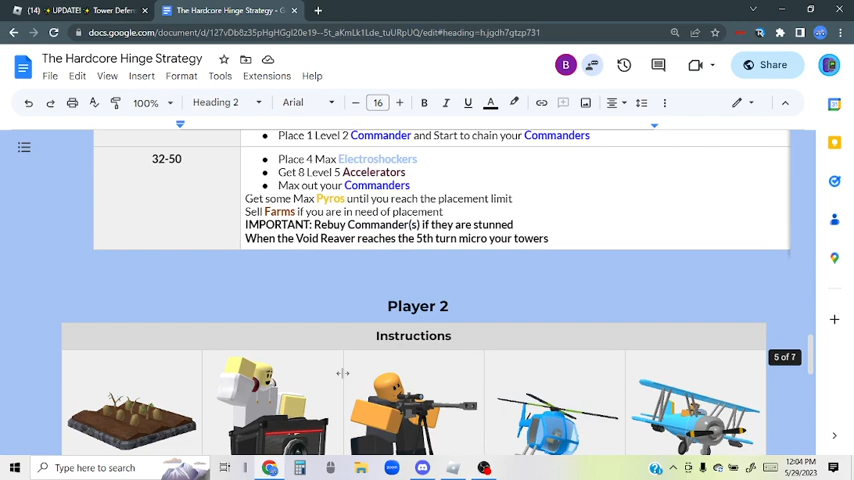 (14) UPDATE! Tower Defen
The Hardcore Hinge Strategy - G
docs.google.com/document/d/127vDb8z35pHgHGgI20e19--5t_aKmLk1Lde_tuURpUQ/edit#heading=h.jgdh7gtzp731
The Hardcore Hinge Strategy
File Edit View Insert Format Tools Extensions Help
B
Share
100% Heading 2 Arial 16 B I U A
Place 1 Level 2 Commander and Start to chain your Commanders
32-50
Place 4 Max Electroshockers
Get 8 Level 5 Accelerators
Max out your Commanders
Get some Max Pyros until you reach the placement limit
Sell Farms if you are in need of placement
IMPORTANT: Rebuy Commander(s) if they are stunned
When the Void Reaver reaches the 5th turn micro your towers
Player 2
Instructions
5 of 7
Type here to search
zoom
12:04 PM
5/29/2023